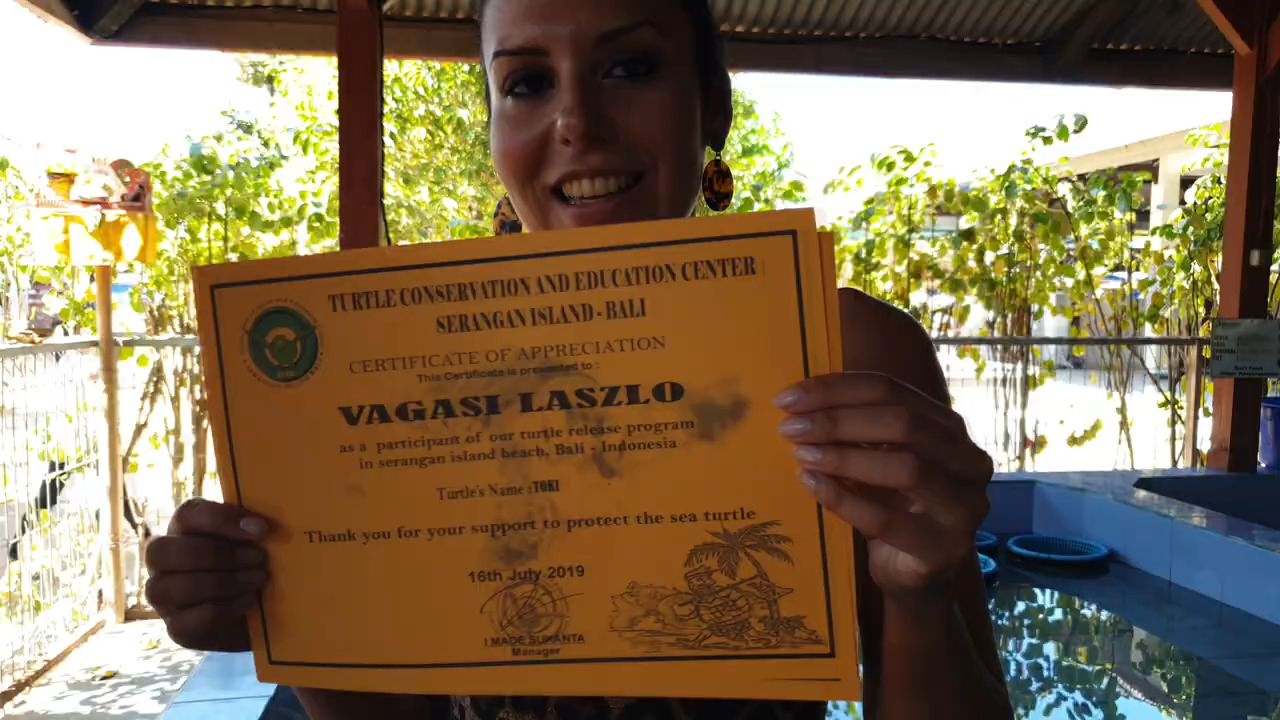 TURTLE CONSERVATION AND EDUCATION CENTER
SERANGAN ISLAND - BALI
CERTIFICATE OF APPRECIATION
This Certificate is presented to :
VAGASI LASZLO
as a participant of our turtle release program
in serangan island beach, Bali - Indonesia
Turtle's Name : TOKI
Thank you for your support to protect the sea turtle
16th July 2019
I MADE SUKANTA
Manager